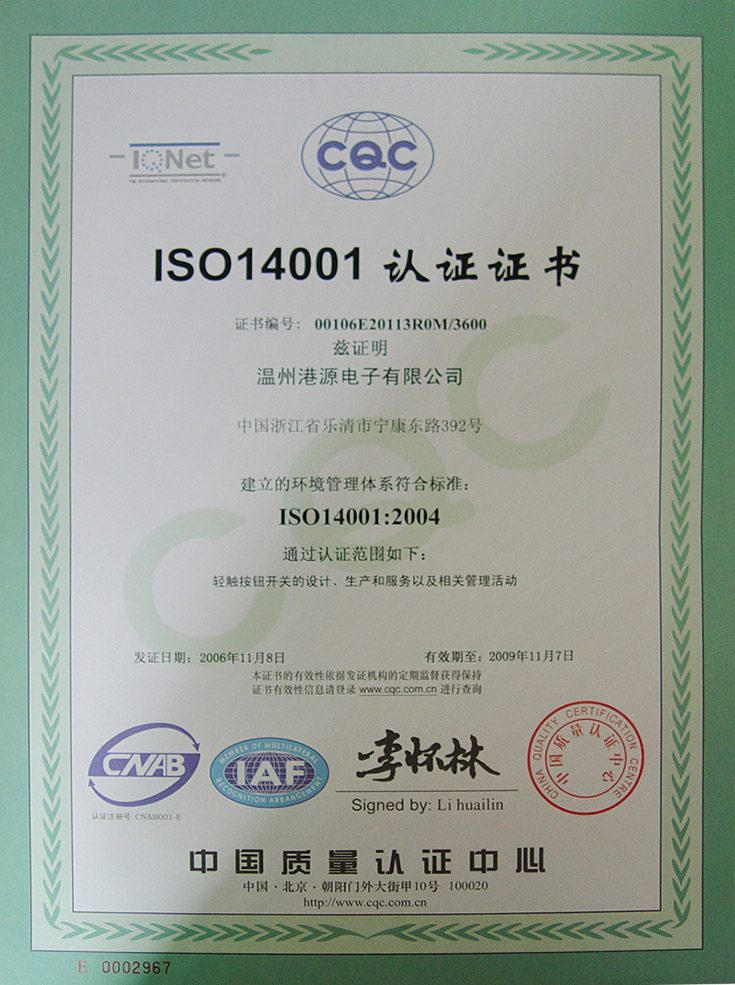 IQNet
THE INTERNATIONAL CERTIFICATION NETWORK
®
CQC
ISO14001 认证证书
证书编号: 00106E20113R0M/3600
兹证明
温州港源电子有限公司
中国浙江省乐清市宁康东路392号
建立的环境管理体系符合标准:
ISO14001:2004
通过认证范围如下:
轻触按钮开关的设计、生产和服务以及相关管理活动
发证日期: 2006年11月8日 有效期至: 2009年11月7日
本证书的有效性依据发证机构的定期监督获得保持
证书有效性信息请登录 www.cqc.com.cn 进行查询
CNAB
认证注册号: CNAB001-E
MEMBER OF MULTILATERAL
IAF
RECOGNITION ARRANGEMENT
李怀林
Signed by: Li huailin
CHINA QUALITY CERTIFICATION CENTRE
中国质量认证中心
中国质量认证中心
中国·北京·朝阳门外大街甲10号 100020
http://www.cqc.com.cn
E 0002967